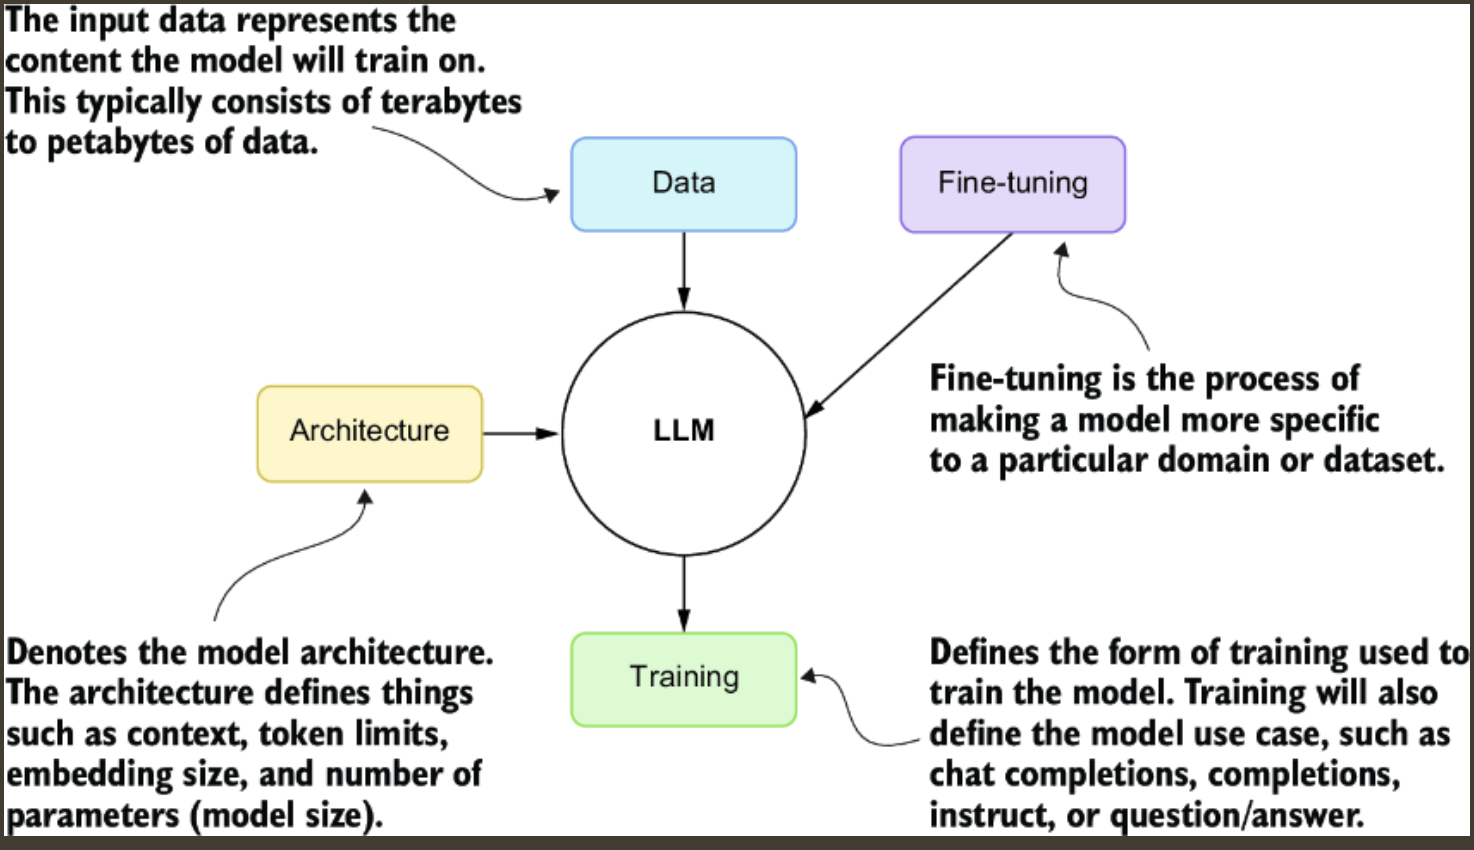 The input data represents the
content the model will train on.
This typically consists of terabytes
to petabytes of data.
Data
Fine-tuning
Fine-tuning is the process of
making a model more specific
to a particular domain or dataset.
Architecture
LLM
Denotes the model architecture.
The architecture defines things
such as context, token limits,
embedding size, and number of
parameters (model size).
Training
Defines the form of training used to
train the model. Training will also
define the model use case, such as
chat completions, completions,
instruct, or question/answer.